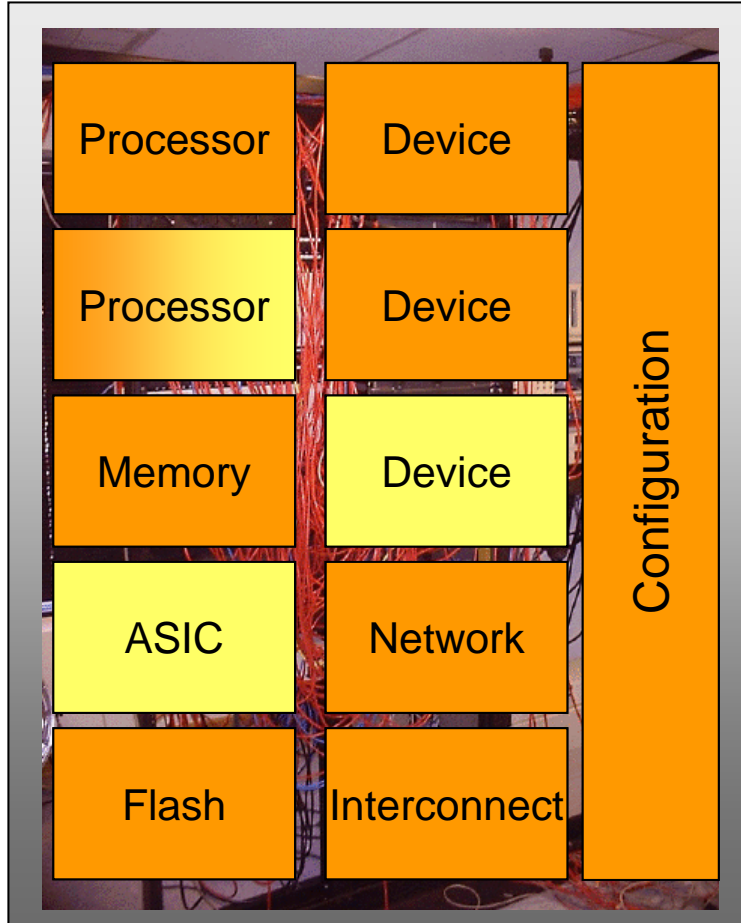 Processor
Device
Processor
Device
Memory
Device
ASIC
Network
Flash
Interconnect
Configuration